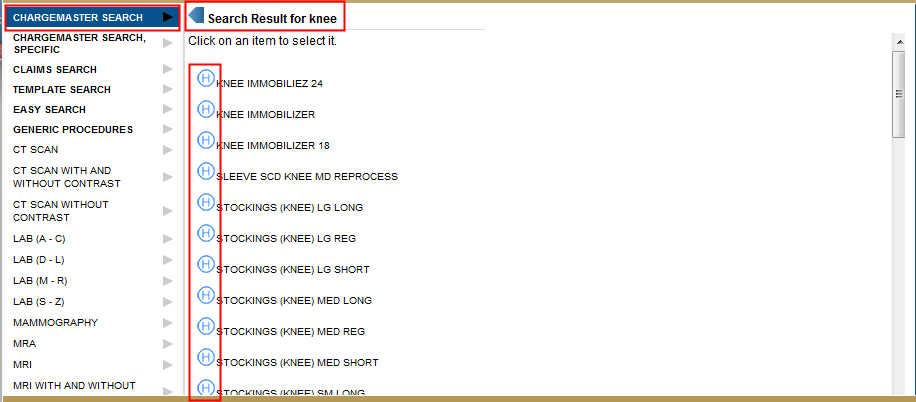 CHARGEMASTER SEARCH
CHARGEMASTER SEARCH,
SPECIFIC
CLAIMS SEARCH
TEMPLATE SEARCH
EASY SEARCH
GENERIC PROCEDURES
CT SCAN
CT SCAN WITH AND
WITHOUT CONTRAST
CT SCAN WITHOUT
CONTRAST
LAB (A - C)
LAB (D - L)
LAB (M - R)
LAB (S - Z)
MAMMOGRAPHY
MRA
MRI
MRI WITH AND WITHOUT
Search Result for knee
Click on an item to select it.
H KNEE IMMOBILIEZ 24
H KNEE IMMOBILIZER
H KNEE IMMOBILIZER 18
H SLEEVE SCD KNEE MD REPROCESS
H STOCKINGS (KNEE) LG LONG
H STOCKINGS (KNEE) LG REG
H STOCKINGS (KNEE) LG SHORT
H STOCKINGS (KNEE) MED LONG
H STOCKINGS (KNEE) MED REG
H STOCKINGS (KNEE) MED SHORT
H STOCKINGS (KNEE) SM LONG